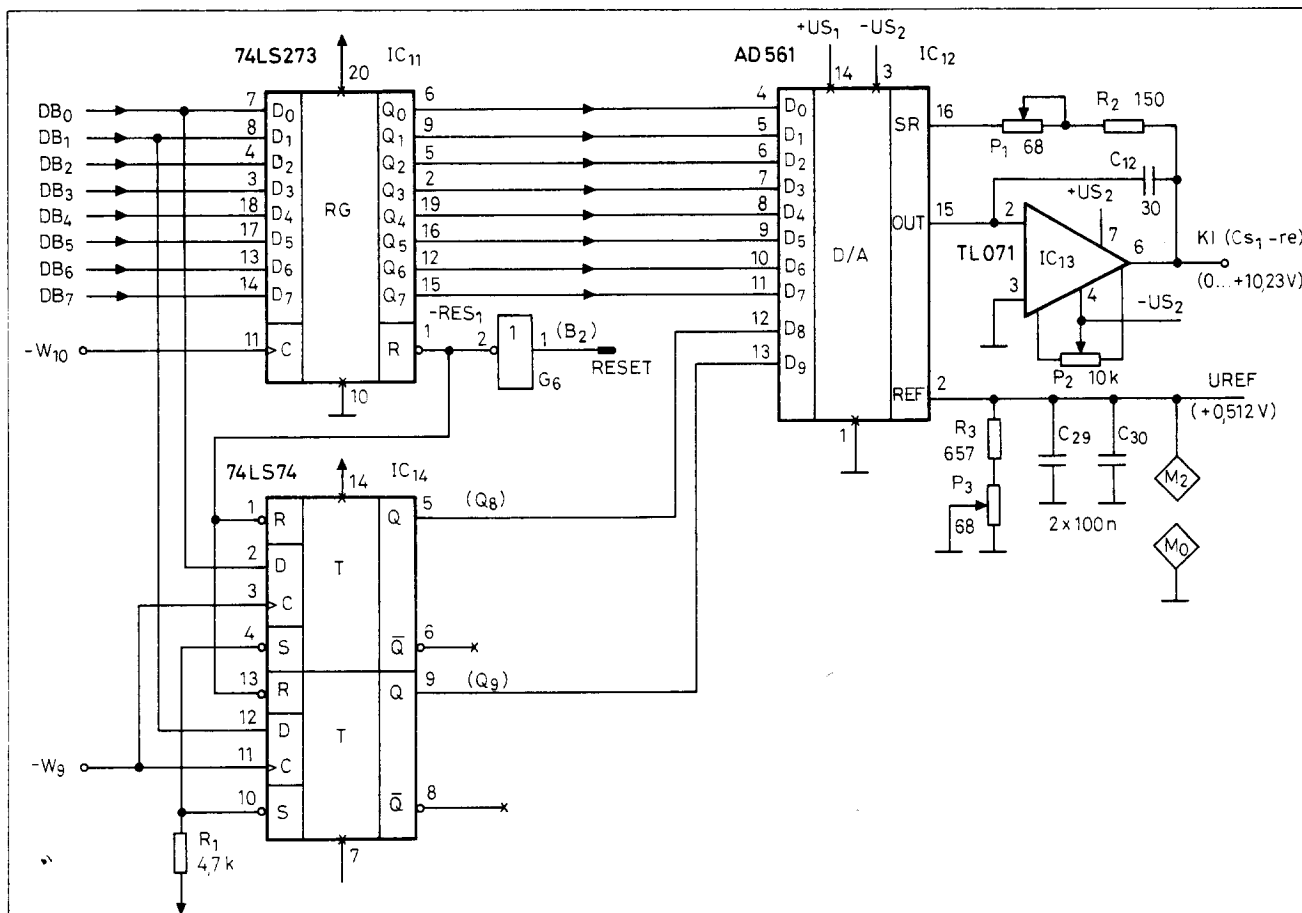 +US₁ -US₂
74LS273 IC₁₁
AD 561 IC₁₂
20
14 3
DB₀ 7 D₀ Q₀ 6
DB₁ 8 D₁ Q₁ 9
DB₂ 4 D₂ Q₂ 5
DB₃ 3 D₃ Q₃ 2
DB₄ 18 D₄ Q₄ 19
DB₅ 17 D₅ Q₅ 16
DB₆ 13 D₆ Q₆ 12
DB₇ 14 D₇ Q₇ 15
RG
-W₁₀ 11 C R 1
10
-RES₁
2 1 1 (B₂)
G₆
RESET
4 D₀
5 D₁
6 D₂
7 D₃
8 D₄
9 D₅
10 D₆
11 D₇
12 D₈
13 D₉
D/A
SR 16
OUT 15
REF 2
1
P₁ 68
R₂ 150
C₁₂
30
+US₂
2
7
TL071
IC₁₃
6
3
4
-US₂
P₂ 10k
KI (Cs₁ -re)
(0...+10,23V)
UREF
(+0,512V)
R₃
657
P₃
68
C₂₉
C₃₀
2 x 100n
M₂
M₀
74LS74 IC₁₄
14
1 R
2 D
3 C
4 S
T
Q 5 (Q₈)
Q̅ 6
13 R
12 D
-W₉ 11 C
10 S
T
Q 9 (Q₉)
Q̅ 8
7
R₁
4,7k